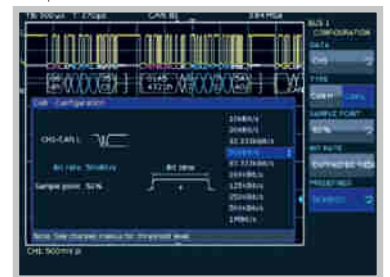 CAN B1
BUS 1
CONFIGURATION
DATA
CH1
TYPE
CAN-H
SAMPLE POINT
50%
BIT RATE
PREDEFINED
CAN - Configuration
CH1-CAN L
Bit rate: 50kBit/s
Bit time
Sample point: 50%
10kBit/s
20kBit/s
33.333kBit/s
50kBit/s
83.333kBit/s
100kBit/s
125kBit/s
250kBit/s
500kBit/s
1MBit/s
Note: See channel menus for threshold level.
CH1: 500mV